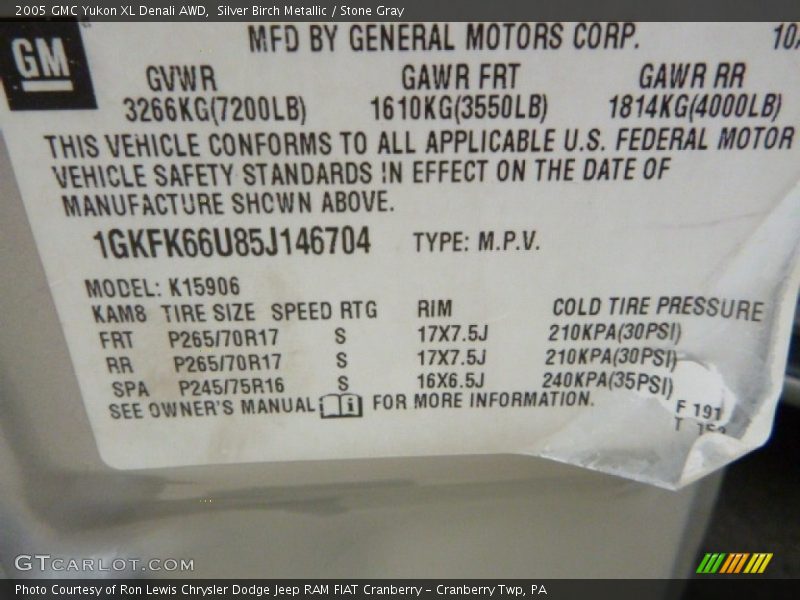 2005 GMC Yukon XL Denali AWD, Silver Birch Metallic / Stone Gray
GM
MFD BY GENERAL MOTORS CORP.
GVWR GAWR FRT GAWR RR
3266KG(7200LB) 1610KG(3550LB) 1814KG(4000LB)
THIS VEHICLE CONFORMS TO ALL APPLICABLE U.S. FEDERAL MOTOR
VEHICLE SAFETY STANDARDS IN EFFECT ON THE DATE OF
MANUFACTURE SHOWN ABOVE.
1GKFK66U85J146704 TYPE: M.P.V.
MODEL: K15906
KAM8 TIRE SIZE SPEED RTG RIM COLD TIRE PRESSURE
FRT P265/70R17 S 17X7.5J 210KPA(30PSI)
RR P265/70R17 S 17X7.5J 210KPA(30PSI)
SPA P245/75R16 S 16X6.5J 240KPA(35PSI)
SEE OWNER'S MANUAL FOR MORE INFORMATION.
F 191
T
GTCARLOT.COM
Photo Courtesy of Ron Lewis Chrysler Dodge Jeep RAM FIAT Cranberry – Cranberry Twp, PA